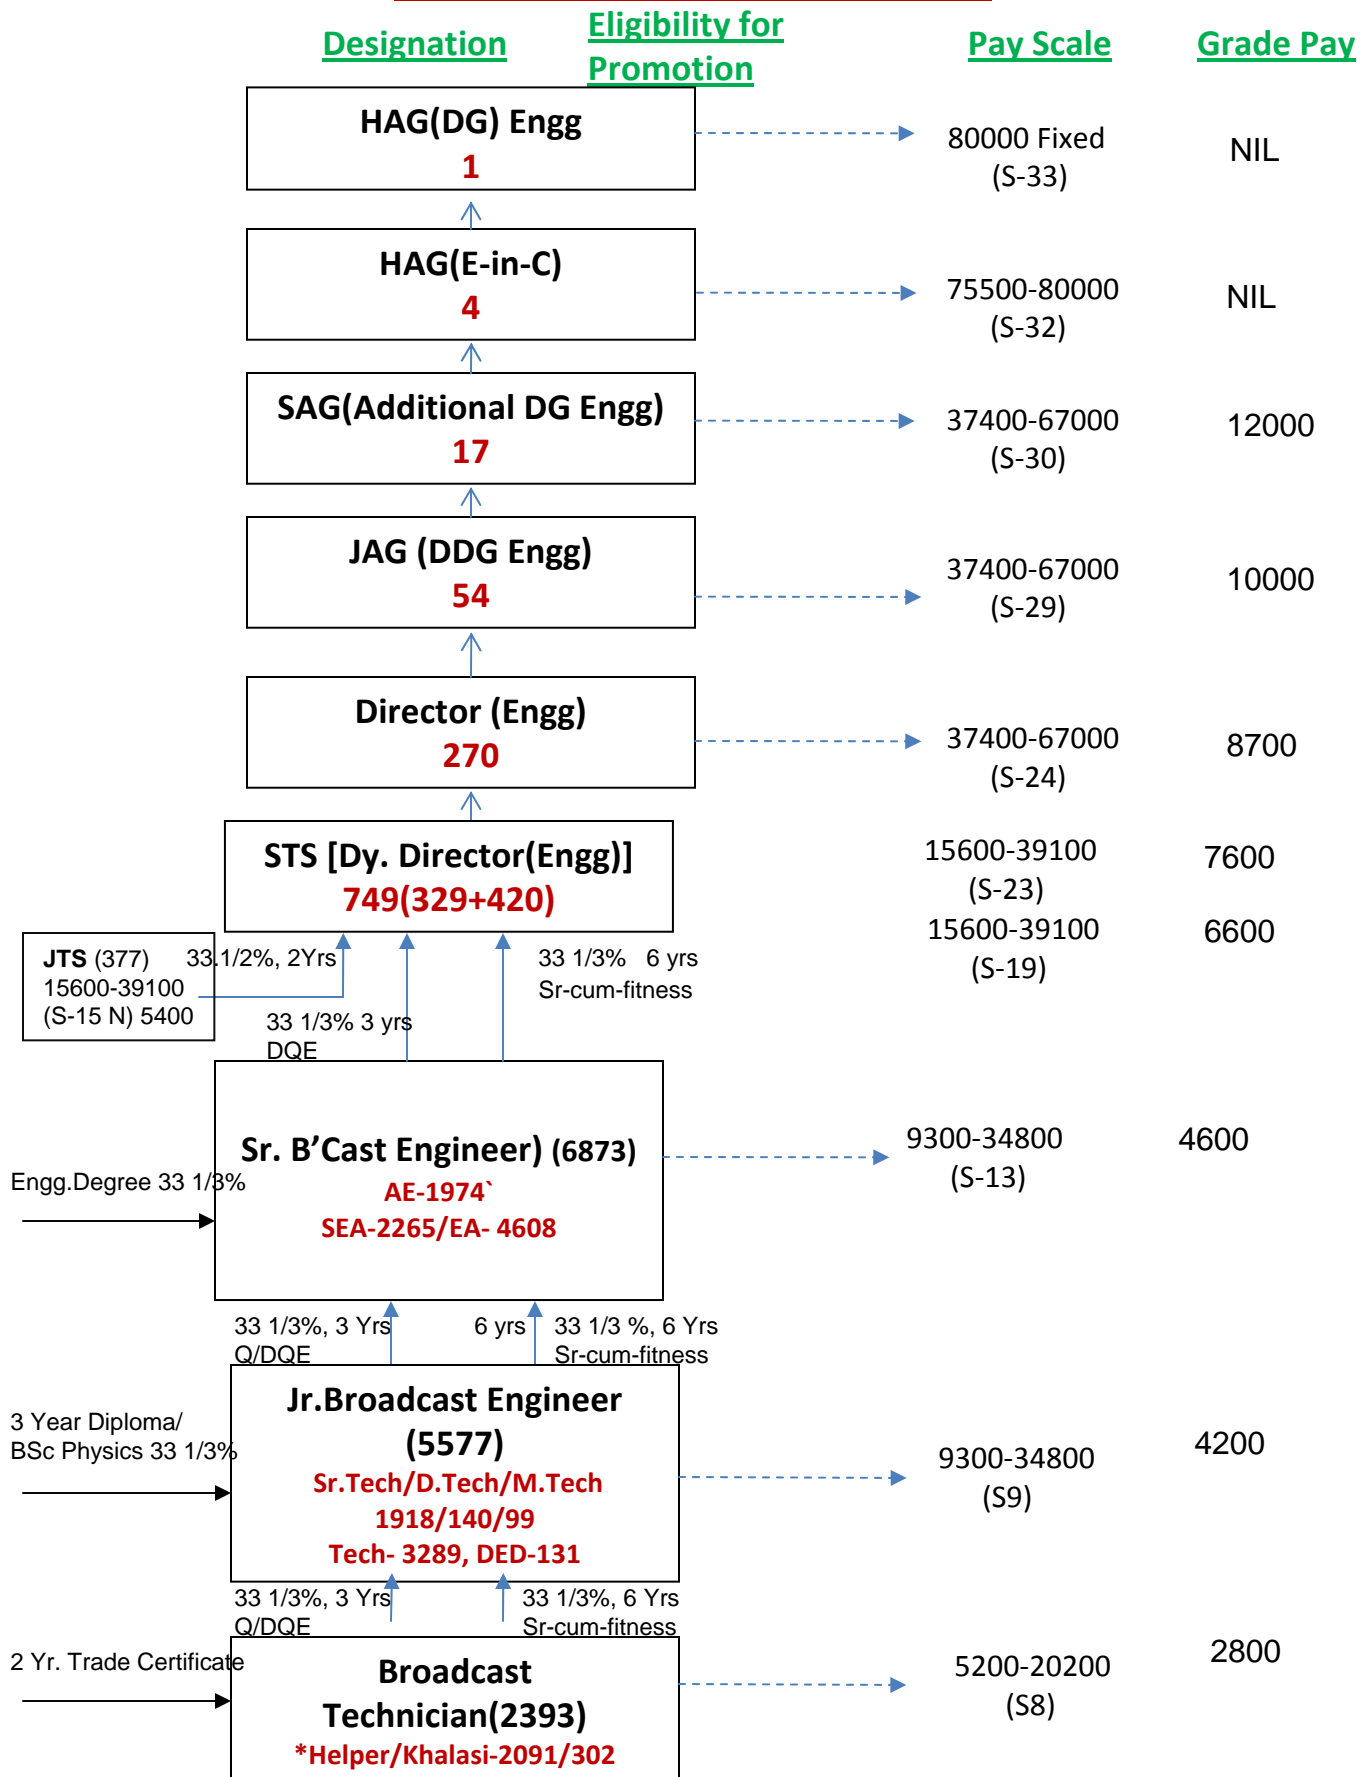 Designation
Eligibility for
Promotion
Pay Scale
Grade Pay
HAG(DG) Engg
1
80000 Fixed
(S-33)
NIL
HAG(E-in-C)
4
75500-80000
(S-32)
NIL
SAG(Additional DG Engg)
17
37400-67000
(S-30)
12000
JAG (DDG Engg)
54
37400-67000
(S-29)
10000
Director (Engg)
270
37400-67000
(S-24)
8700
STS [Dy. Director(Engg)]
749(329+420)
15600-39100
(S-23)
7600
15600-39100
(S-19)
6600
JTS (377)
15600-39100
(S-15 N) 5400
33.1/2%, 2Yrs
33 1/3% 6 yrs
Sr-cum-fitness
33 1/3% 3 yrs
DQE
Sr. B’Cast Engineer) (6873)
AE-1974`
SEA-2265/EA- 4608
9300-34800
(S-13)
4600
Engg.Degree 33 1/3%
33 1/3%, 3 Yrs
Q/DQE
6 yrs
33 1/3 %, 6 Yrs
Sr-cum-fitness
Jr.Broadcast Engineer
(5577)
Sr.Tech/D.Tech/M.Tech
1918/140/99
Tech- 3289, DED-131
3 Year Diploma/
BSc Physics 33 1/3%
9300-34800
(S9)
4200
33 1/3%, 3 Yrs
Q/DQE
33 1/3%, 6 Yrs
Sr-cum-fitness
2 Yr. Trade Certificate
Broadcast
Technician(2393)
*Helper/Khalasi-2091/302
5200-20200
(S8)
2800